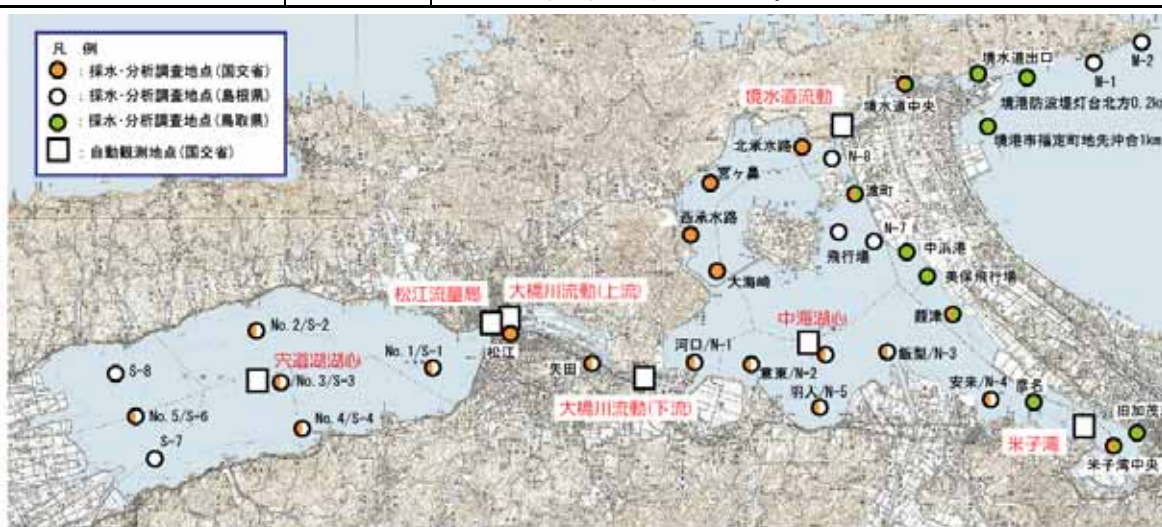 凡 例
: 採水・分析調査地点(国交省)
: 採水・分析調査地点(島根県)
: 採水・分析調査地点(鳥取県)
: 自動観測地点(国交省)
M-2
M-1
境水道出口
境港防波堤灯台北方0.2k
境水道中央
境水道流動
境港市福定町地先沖合1km
北承水路
N-8
宮ヶ鼻
渡町
西承水路
N-7
飛行場
中浜港
大海崎
美保飛行場
松江流量局
大橋川流動(上流)
葭津
中海湖心
松江
No.2/S-2
宍道湖湖心
No.1/S-1
矢田
河口/N-1
意東/N-2
飯梨/N-3
S-8
No.3/S-3
大橋川流動(下流)
羽入/N-5
安来/N-4
彦名
旧加茂
No.5/S-6
No.4/S-4
米子湾
S-7
米子湾中央